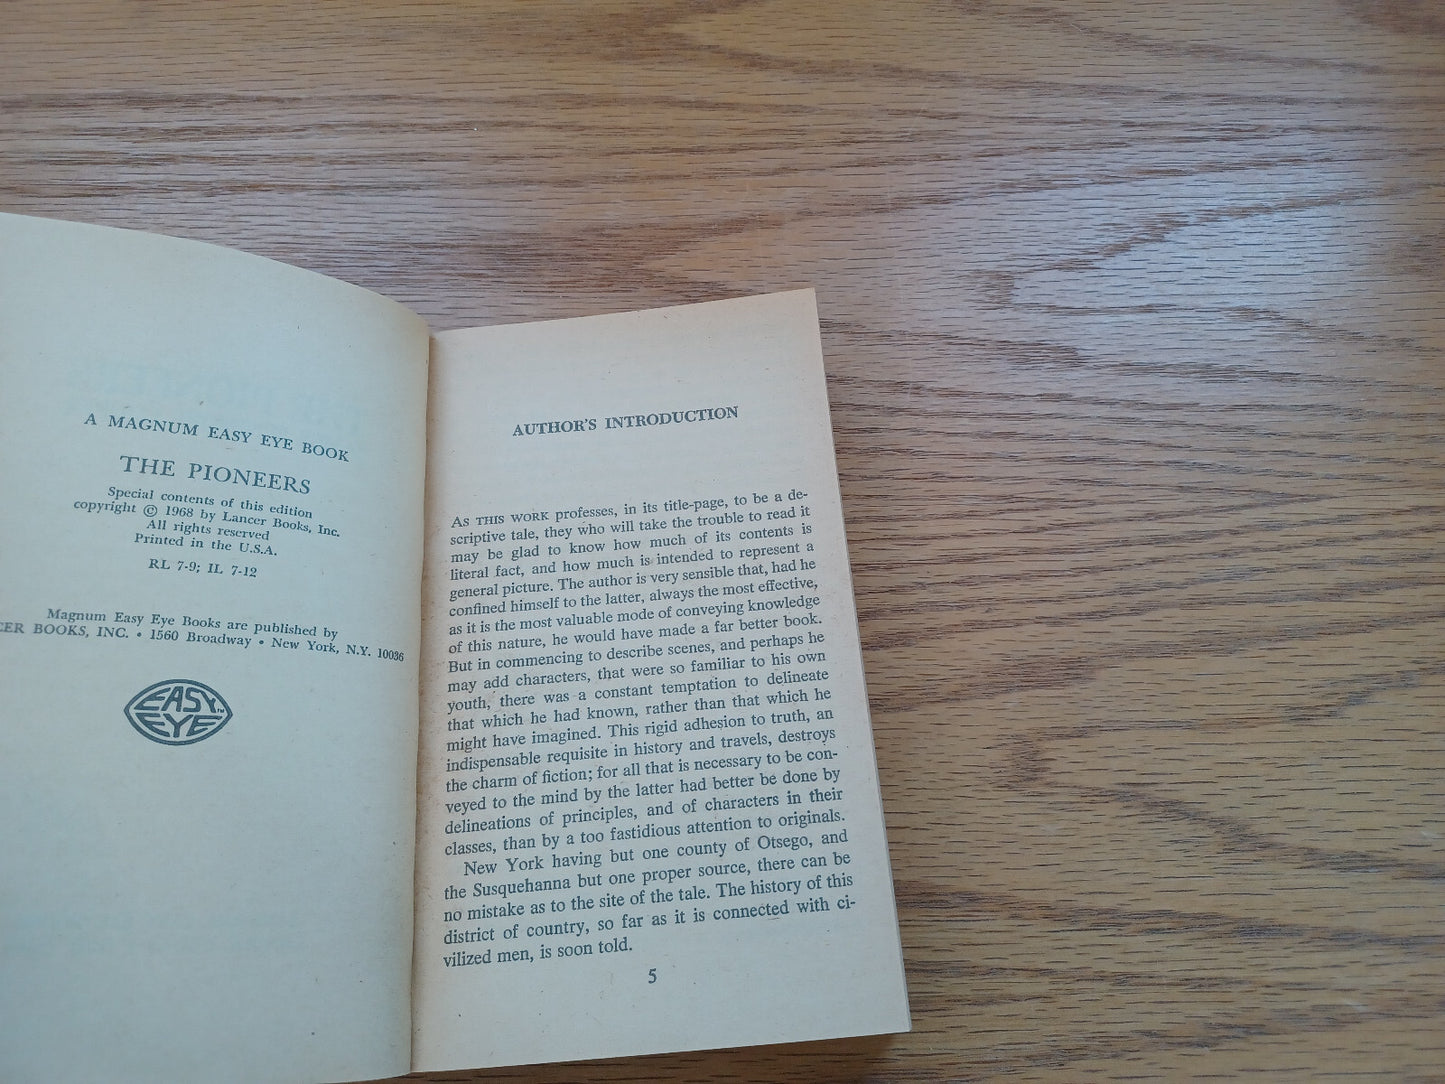 A MAGNUM EASY EYE BOOK
THE PIONEERS
Special contents of this edition
copyright © 1968 by Lancer Books, Inc.
All rights reserved
Printed in the U.S.A.
RL 7-9; IL 7-12
Magnum Easy Eye Books are published by
CER BOOKS, INC. • 1560 Broadway • New York, N.Y. 10036
EASY
EYE™
AUTHOR'S INTRODUCTION
AS THIS WORK professes, in its title-page, to be a de-
scriptive tale, they who will take the trouble to read it
may be glad to know how much of its contents is
literal fact, and how much is intended to represent a
general picture. The author is very sensible that, had he
confined himself to the latter, always the most effective,
as it is the most valuable mode of conveying knowledge
of this nature, he would have made a far better book.
But in commencing to describe scenes, and perhaps he
may add characters, that were so familiar to his own
youth, there was a constant temptation to delineate
that which he had known, rather than that which he
might have imagined. This rigid adhesion to truth, an
indispensable requisite in history and travels, destroys
the charm of fiction; for all that is necessary to be con-
veyed to the mind by the latter had better be done by
delineations of principles, and of characters in their
classes, than by a too fastidious attention to originals.
New York having but one county of Otsego, and
the Susquehanna but one proper source, there can be
no mistake as to the site of the tale. The history of this
district of country, so far as it is connected with ci-
vilized men, is soon told.
5